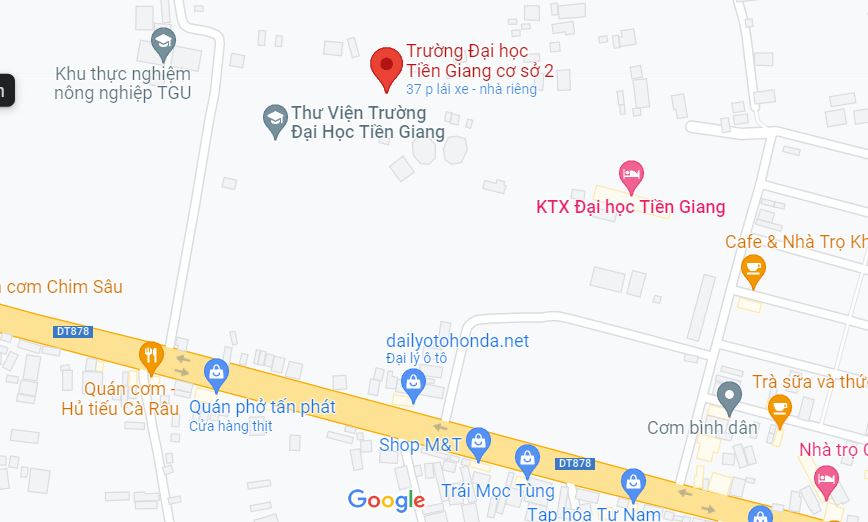 Trường Đại học
Tiền Giang cơ sở 2
37 p lái xe - nhà riêng
Khu thực nghiệm
nông nghiệp TGU
Thư Viện Trường
Đại Học Tiền Giang
KTX Đại học Tiền Giang
Cafe & Nhà Trọ Kh
cơm Chim Sâu
DT878
dailyotohonda.net
Đại lý ô tô
Quán cơm -
Hủ tiếu Cà Râu
Quán phở tấn phát
Cửa hàng thịt
Trà sữa và thức
Cơm bình dân
Shop M&T
DT878
Nhà trọ
Trái Mọc Tùng
Google
Tạp hóa Tư Nam